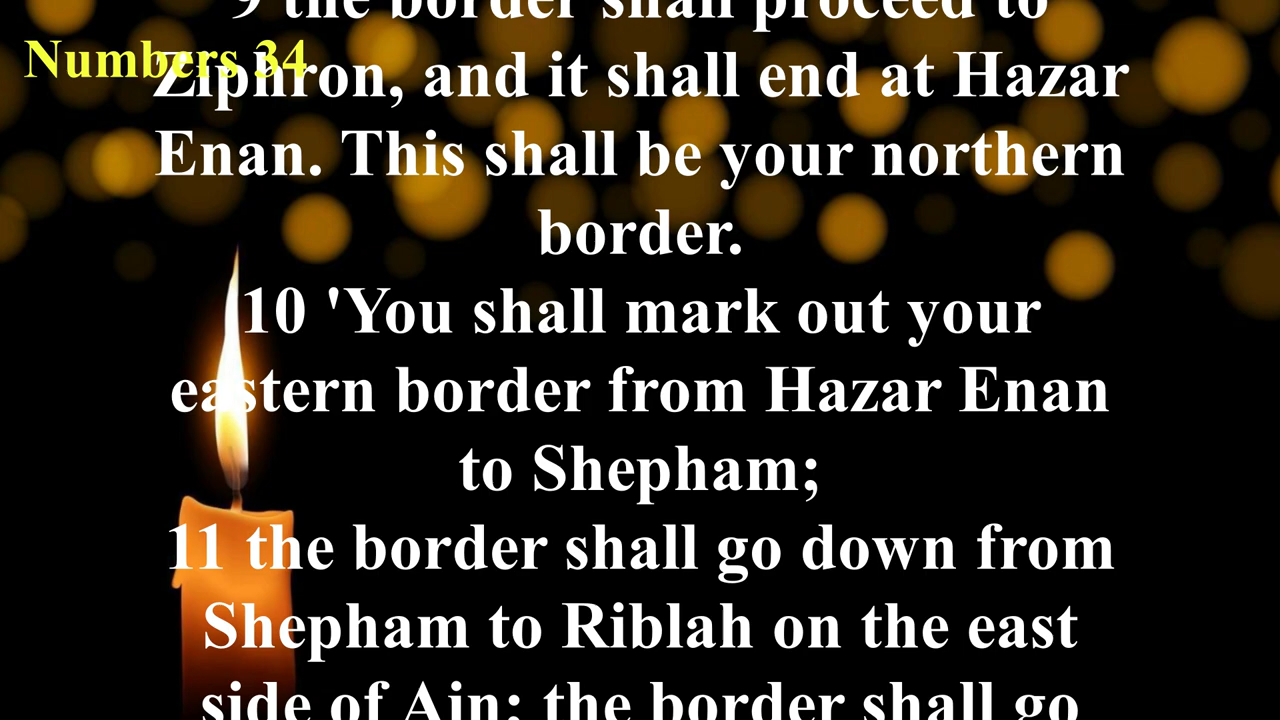 Numbers 34
9 the border shall proceed to
Ziphron, and it shall end at Hazar
Enan. This shall be your northern
border.
10 'You shall mark out your
eastern border from Hazar Enan
to Shepham;
11 the border shall go down from
Shepham to Riblah on the east
side of Ain; the border shall go